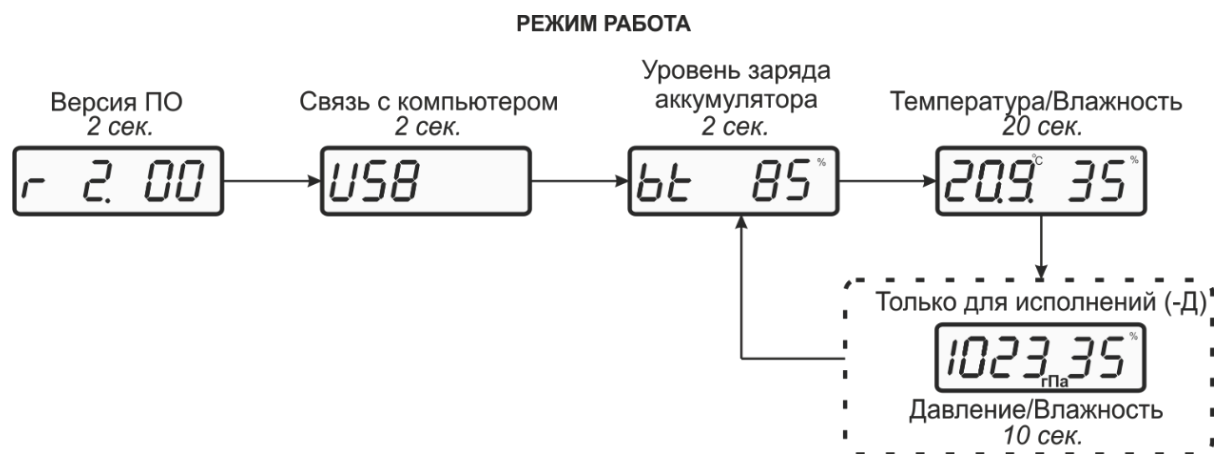 РЕЖИМ РАБОТА
Версия ПО
2 сек.
r 2. 00
Связь с компьютером
2 сек.
USB
Уровень заряда
аккумулятора
2 сек.
bt 85 %
Температура/Влажность
20 сек.
20.9. °C 35 %
Только для исполнений (-Д)
1023 гПа 35 %
Давление/Влажность
10 сек.